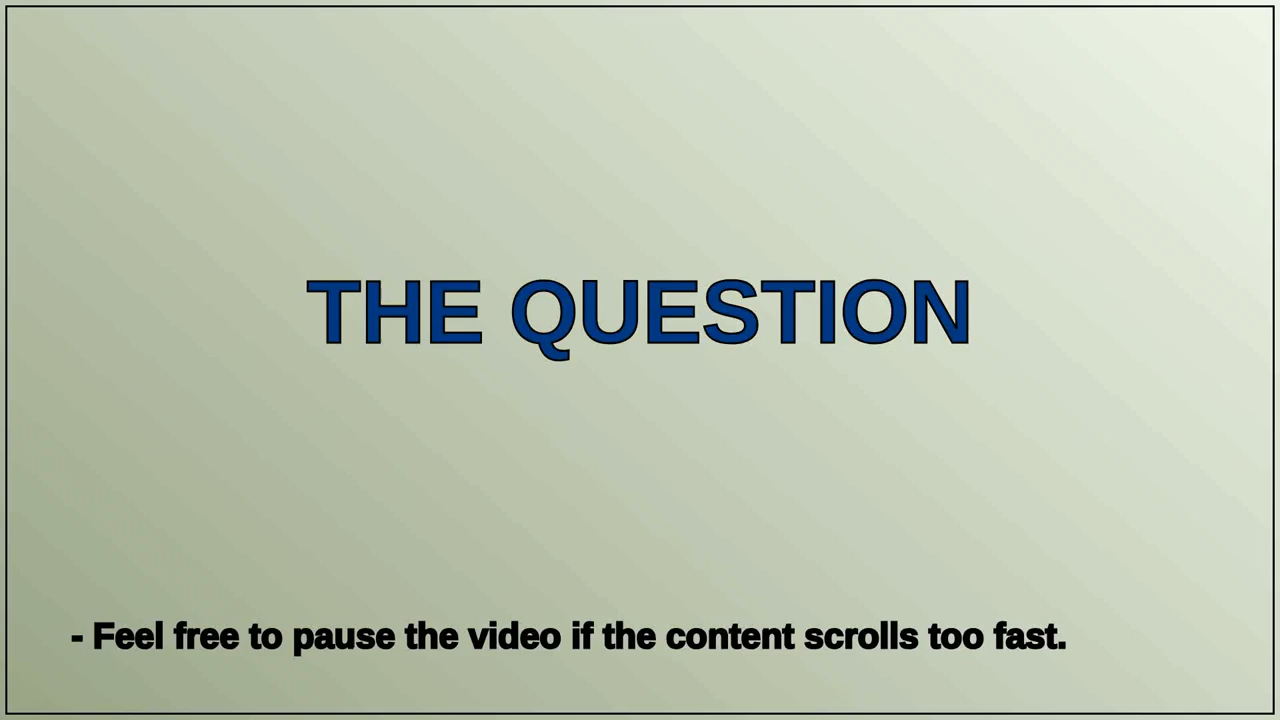 THE QUESTION
- Feel free to pause the video if the content scrolls too fast.